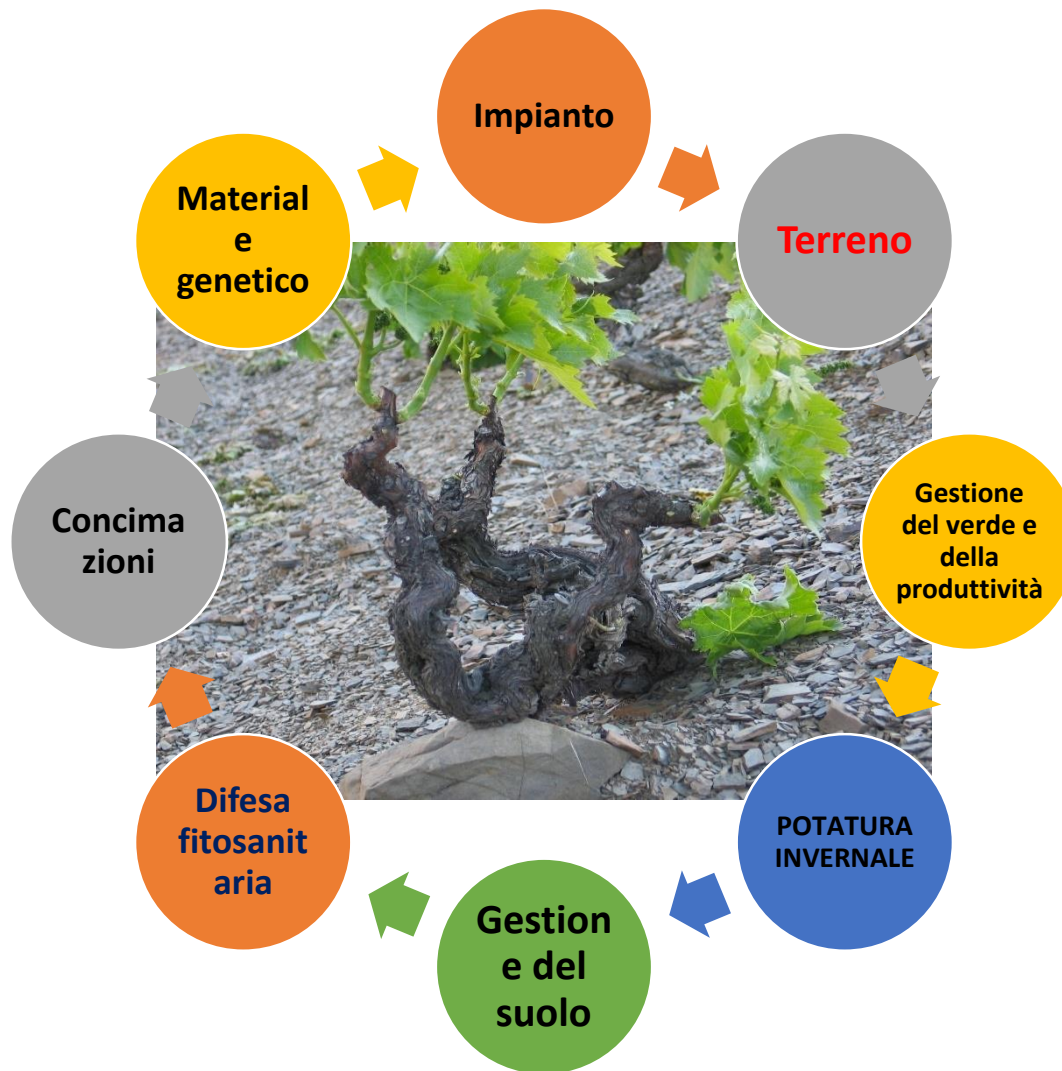 Impianto
Terreno
Gestione
del verde e
della
produttività
POTATURA
INVERNALE
Gestion
e del
suolo
Difesa
fitosanit
aria
Concima
zioni
Material
e
genetico